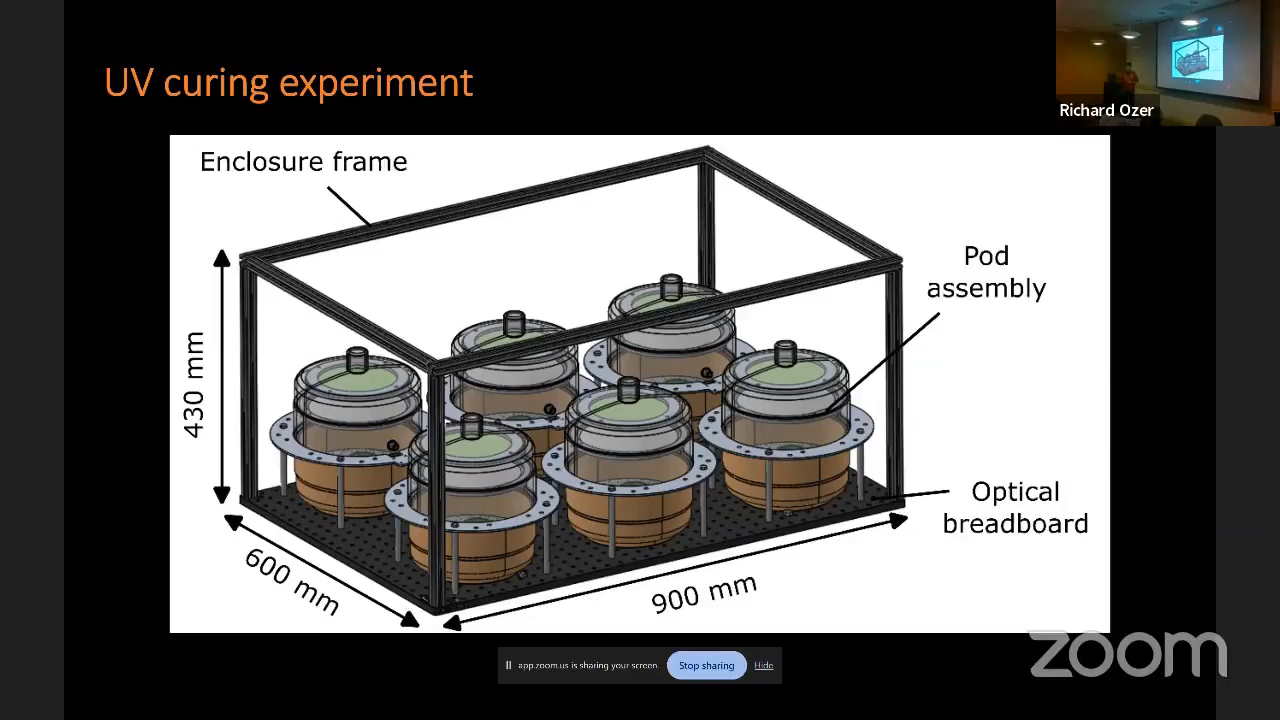 UV curing experiment
Richard Ozer
Enclosure frame
Pod
assembly
430 mm
Optical
breadboard
600 mm
900 mm
zoom
app.zoom.us is sharing your screen.
Stop sharing
Hide